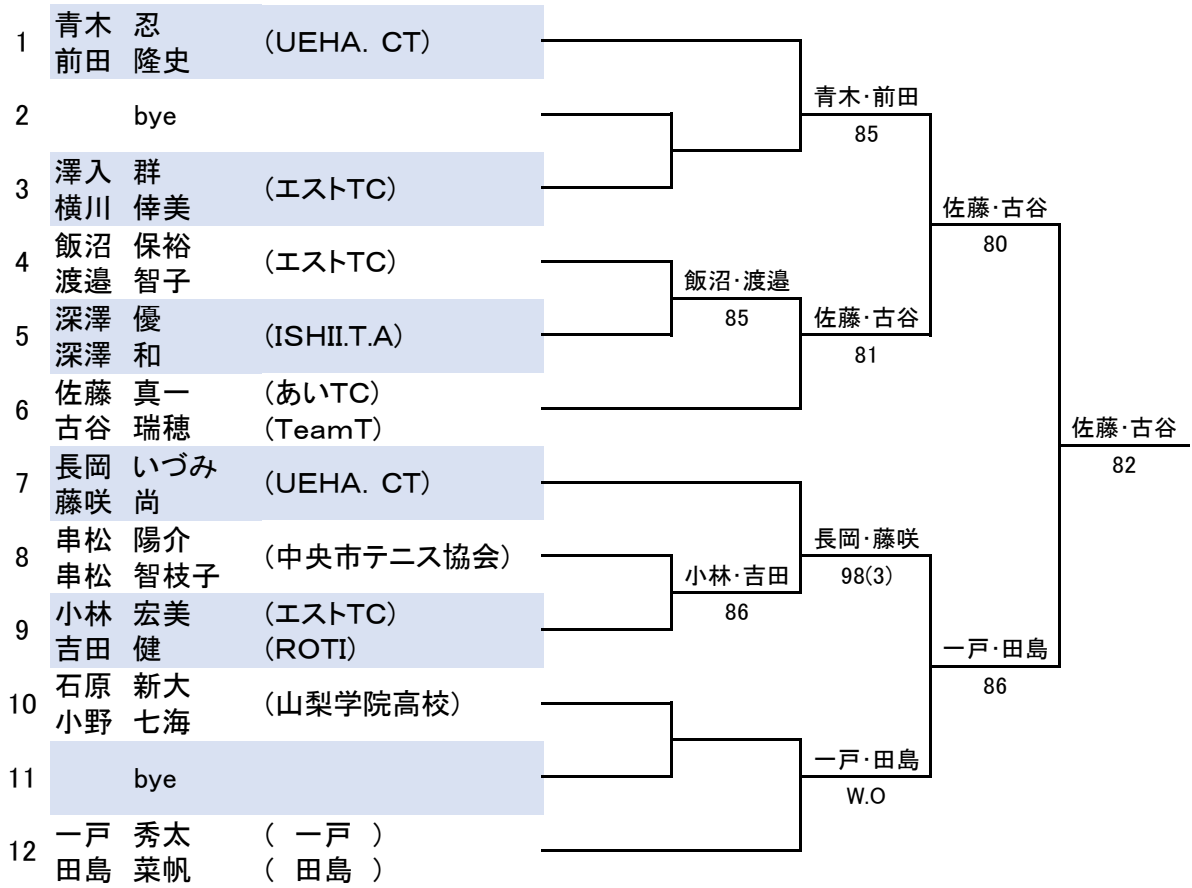 1 青木 忍 (UEHA. CT)
前田 隆史
2 bye
3 澤入 群 (エストTC)
横川 倖美
4 飯沼 保裕 (エストTC)
渡邉 智子
5 深澤 優 (ISHII.T.A)
深澤 和
6 佐藤 真一 (あいTC)
古谷 瑞穂 (TeamT)
7 長岡 いづみ (UEHA. CT)
藤咲 尚
8 串松 陽介 (中央市テニス協会)
串松 智枝子
9 小林 宏美 (エストTC)
吉田 健 (ROTI)
10 石原 新大 (山梨学院高校)
小野 七海
11 bye
12 一戸 秀太 ( 一戸 )
田島 菜帆 ( 田島 )
飯沼・渡邉
85
小林・吉田
86
青木・前田
85
佐藤・古谷
81
長岡・藤咲
98(3)
一戸・田島
W.O
佐藤・古谷
80
一戸・田島
86
佐藤・古谷
82